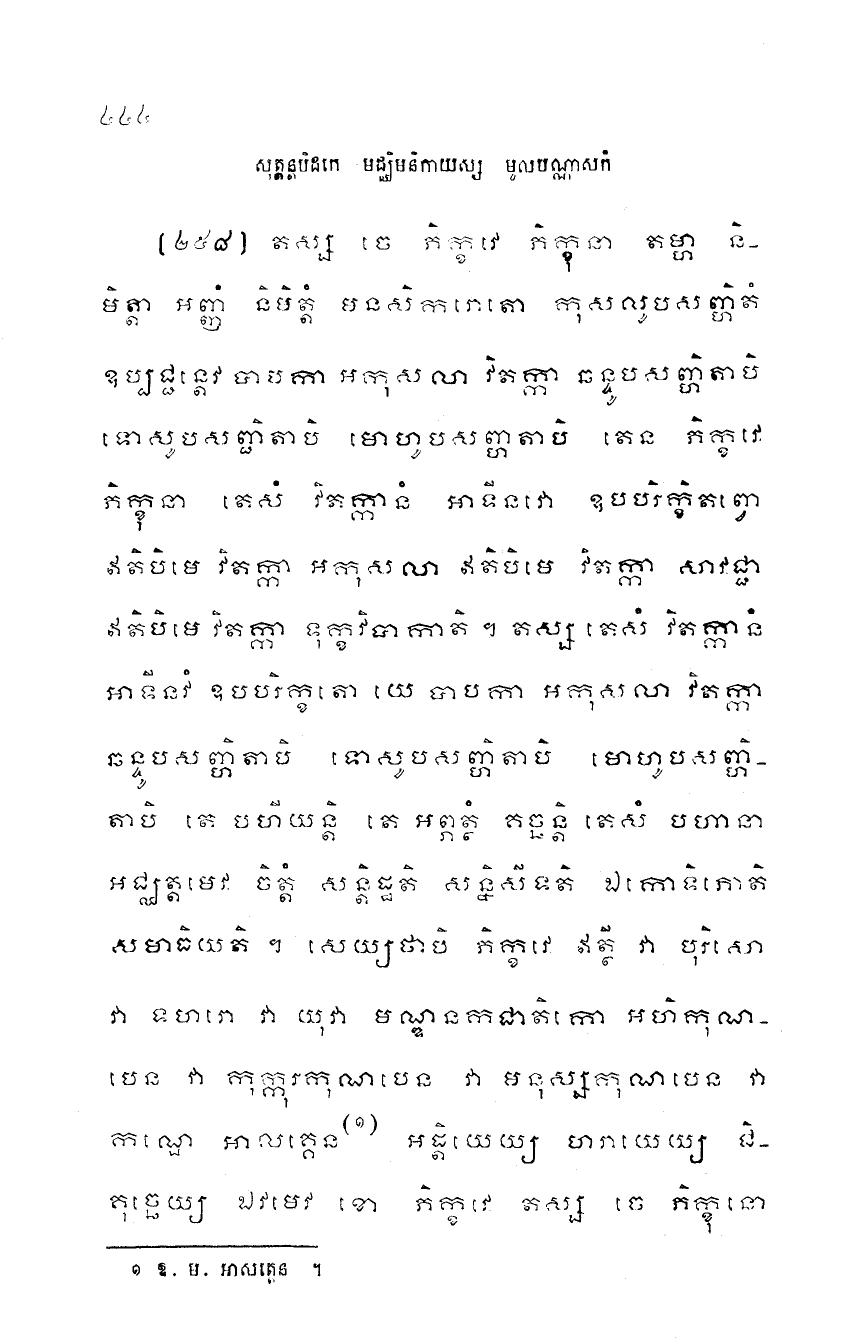 ៤៤៤
សុត្តន្តបិដកេ មជ្ឈិមនិកាយស្ស មូលបណ្ណាសកំ
(២៥៨) តស្ស ចេ ភិក្ខវេ ភិក្ខុនា តម្ហា និ-
មិត្តា អញ្ញំ និមិត្តំ មនសិករោតោ កុសលូបសញ្ហិតំ
ឧប្បជ្ជន្តេវ បាបកា អកុសលា វិតក្កា ឆន្ទូបសញ្ហិតាបិ
ទោសូបសញ្ហិតាបិ មោហូបសញ្ហតាបិ តេន ភិក្ខវេ
ភិក្ខុនា តេសំ វិតក្កានំ អាទីនវោ ឧបបរិក្ខិតព្វោ
ឥតិបិមេ វិតក្កា អកុសលា ឥតិបិមេ វិតក្កា សាវជ្ជា
ឥតិបិមេ វិតក្កា ទុក្ខវិបាកាតិ ។ តស្ស តេសំ វិតក្កានំ
អាទីនវំ ឧបបរិក្ខតោ យេ បាបកា អកុសលា វិតក្កា
ឆន្ទូបសញ្ហិតាបិ ទោសូបសញ្ហិតាបិ មោហូបសញ្ហិ-
តាបិ តេ បហីយន្តិ តេ អព្ភត្ថំ គច្ឆន្តិ តេសំ បហានា
អជ្ឈត្តមេវ ចិត្តំ សន្តិដ្ឋតិ សន្និសីទតិ ឯកោទិភោតិ
សមាធិយតិ ។ សេយ្យថាបិ ភិក្ខវេ ឥត្ថី វា បុរិសោ
វា ទហរោ វា យុវា មណ្ឌនកជាតិកោ អហិកុណ-
បេន វា កុក្កុរកុណបេន វា មនុស្សកុណបេន វា
កណ្ឋេ អាលគ្គេន(១) អដ្តិយេយ្យ ហរាយេយ្យ ជិ-
គុច្ឆេយ្យ ឯវមេវ ខោ ភិក្ខវេ តស្ស ចេ ភិក្ខុនោ
១ ឱ. ម. អាសត្តេន ។